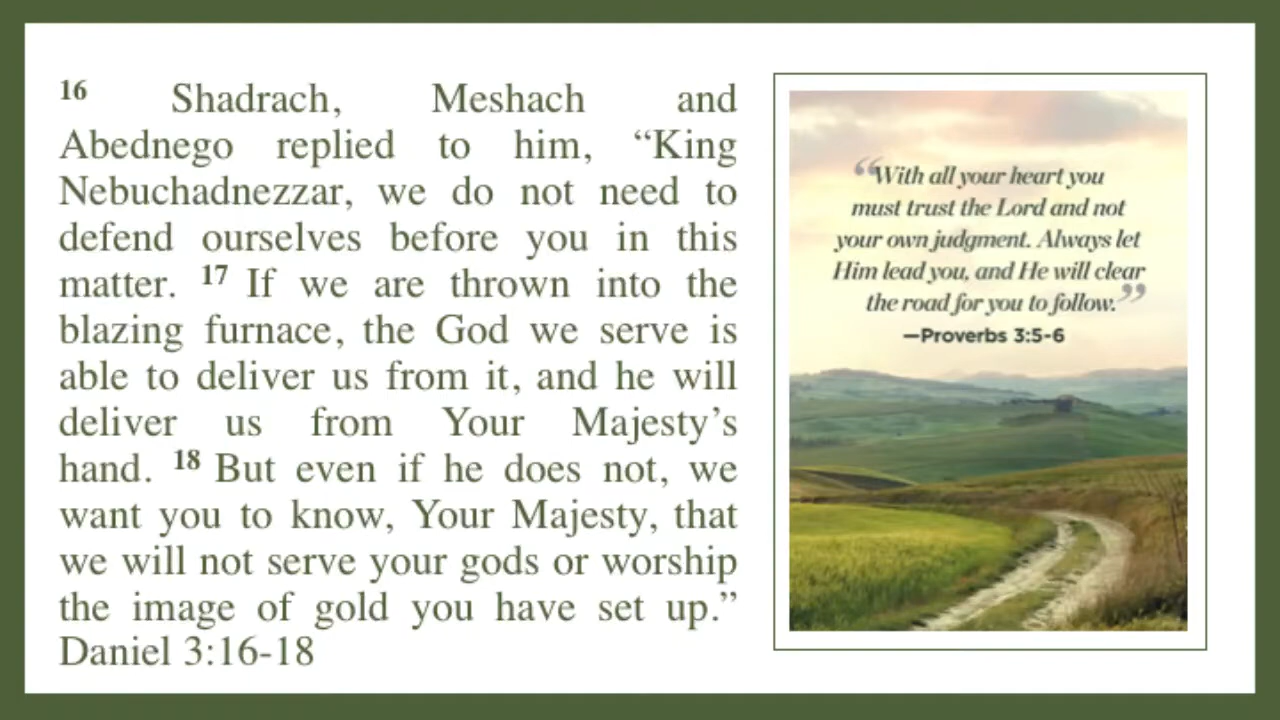 16 Shadrach, Meshach and
Abednego replied to him, “King
Nebuchadnezzar, we do not need to
defend ourselves before you in this
matter. 17 If we are thrown into the
blazing furnace, the God we serve is
able to deliver us from it, and he will
deliver us from Your Majesty’s
hand. 18 But even if he does not, we
want you to know, Your Majesty, that
we will not serve your gods or worship
the image of gold you have set up.”
Daniel 3:16-18
“With all your heart you
must trust the Lord and not
your own judgment. Always let
Him lead you, and He will clear
the road for you to follow.”
—Proverbs 3:5-6